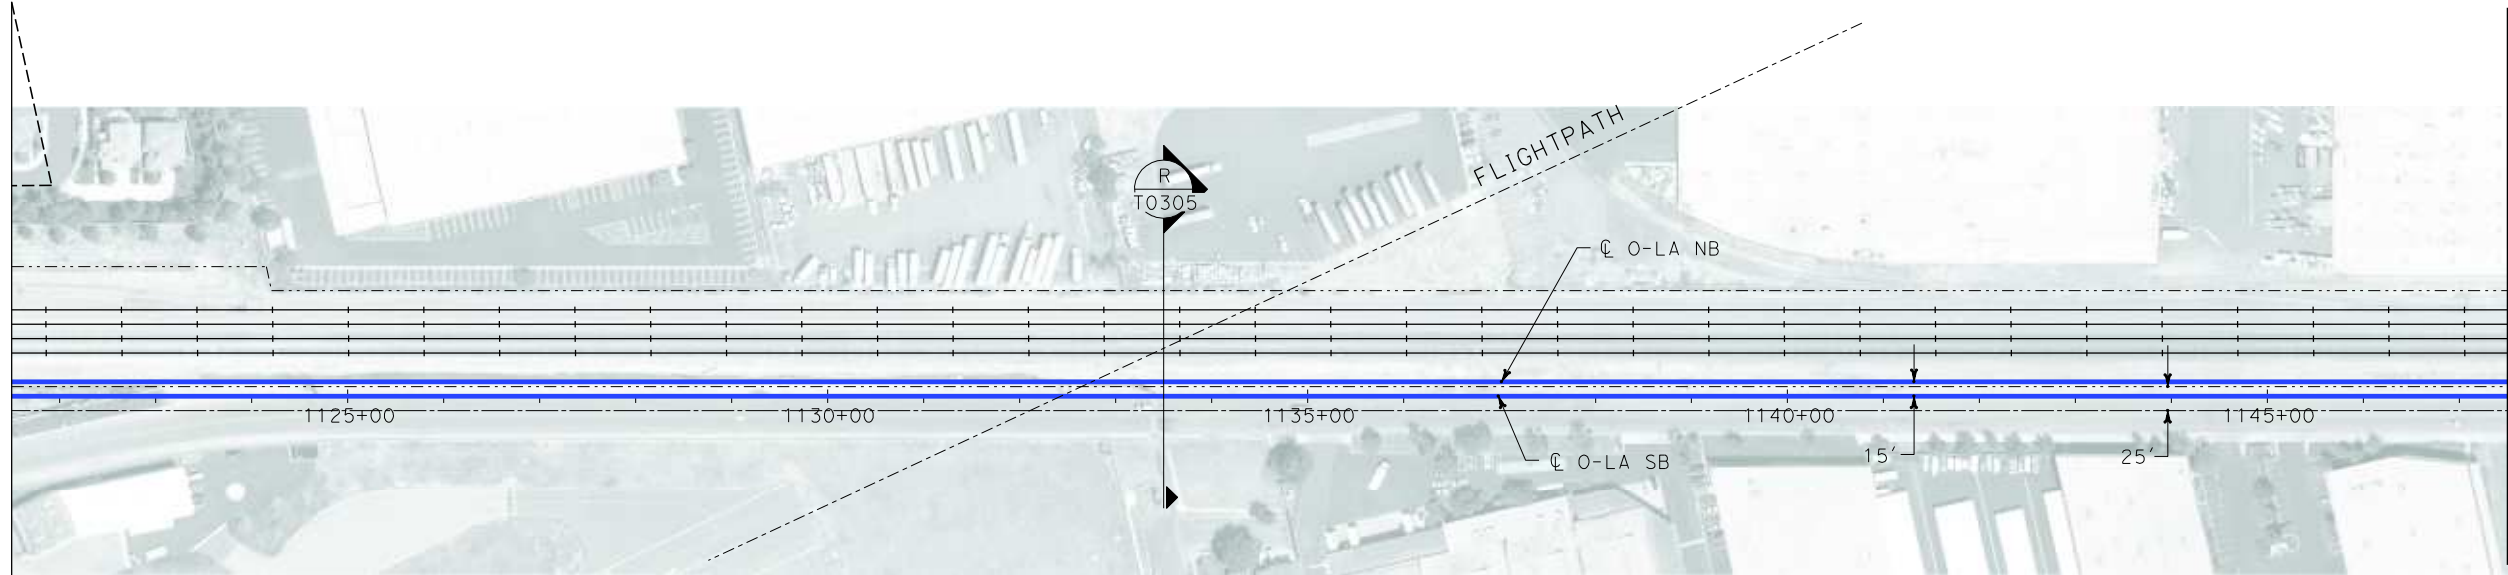 FLIGHTPATH
R
T0305
℄ O-LA NB
1125+00
1130+00
1135+00
1140+00
1145+00
15'
25'
℄ O-LA SB